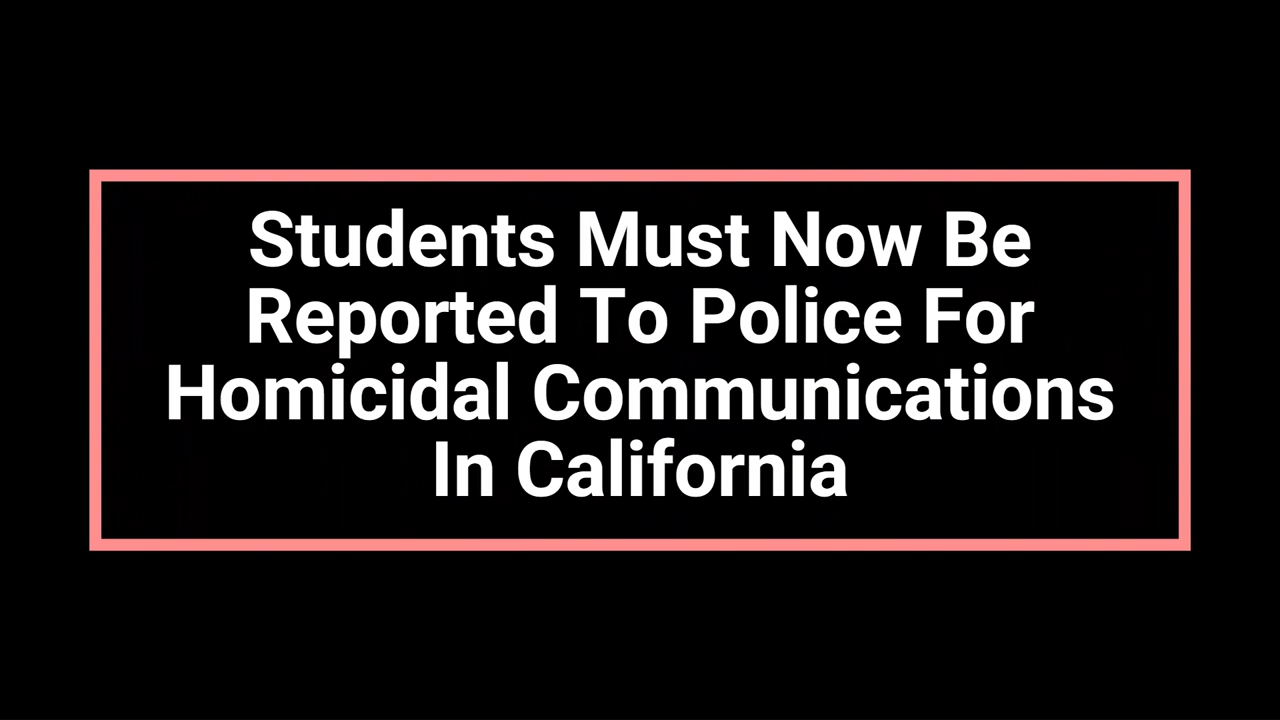 Students Must Now Be
Reported To Police For
Homicidal Communications
In California